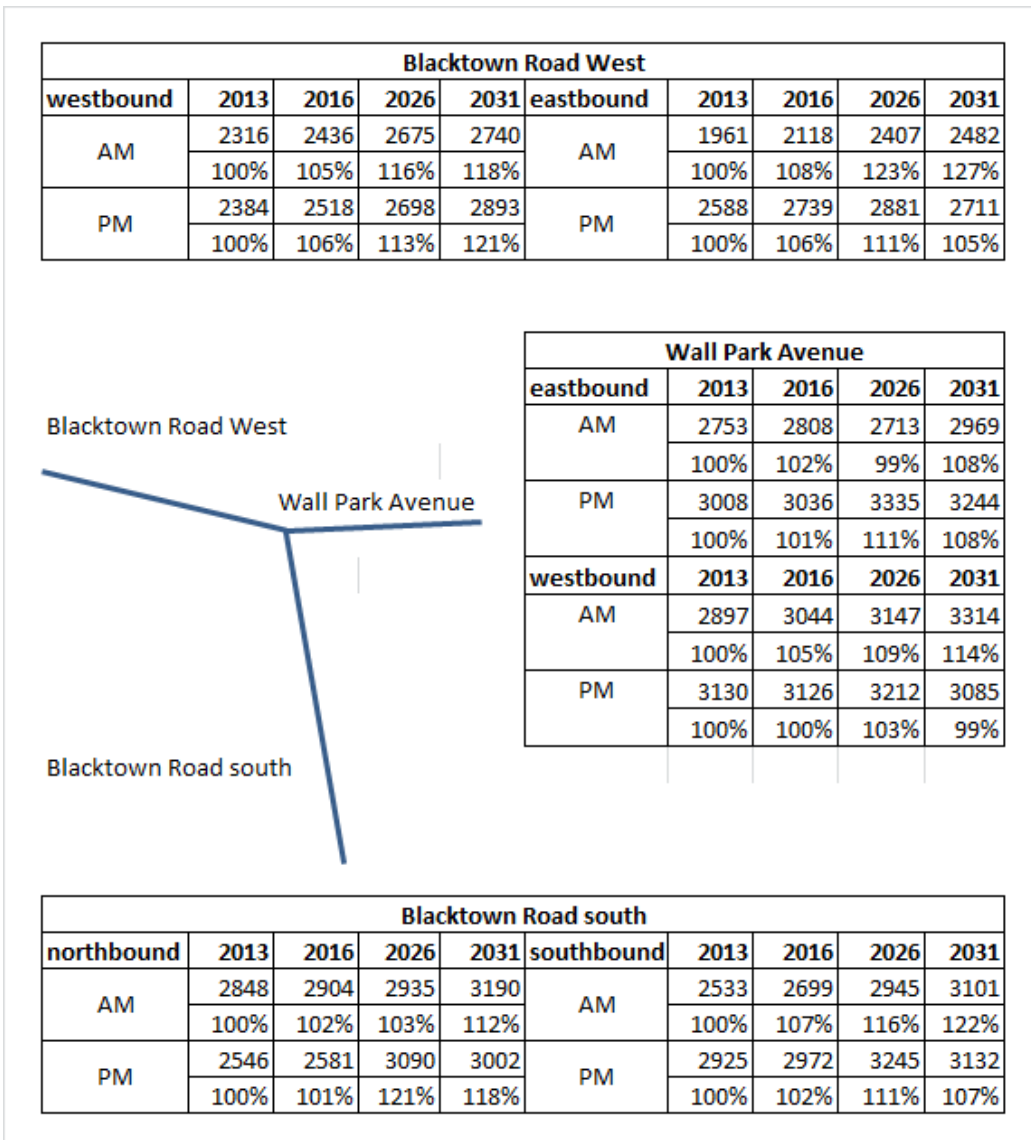 Blacktown Road West
westbound 2013 2016 2026 2031 eastbound 2013 2016 2026 2031
AM 2316 2436 2675 2740 AM 1961 2118 2407 2482
100% 105% 116% 118% 100% 108% 123% 127%
PM 2384 2518 2698 2893 PM 2588 2739 2881 2711
100% 106% 113% 121% 100% 106% 111% 105%
Wall Park Avenue
eastbound 2013 2016 2026 2031
AM 2753 2808 2713 2969
100% 102% 99% 108%
PM 3008 3036 3335 3244
100% 101% 111% 108%
westbound 2013 2016 2026 2031
AM 2897 3044 3147 3314
100% 105% 109% 114%
PM 3130 3126 3212 3085
100% 100% 103% 99%
Blacktown Road West
Wall Park Avenue
Blacktown Road south
Blacktown Road south
northbound 2013 2016 2026 2031 southbound 2013 2016 2026 2031
AM 2848 2904 2935 3190 AM 2533 2699 2945 3101
100% 102% 103% 112% 100% 107% 116% 122%
PM 2546 2581 3090 3002 PM 2925 2972 3245 3132
100% 101% 121% 118% 100% 102% 111% 107%